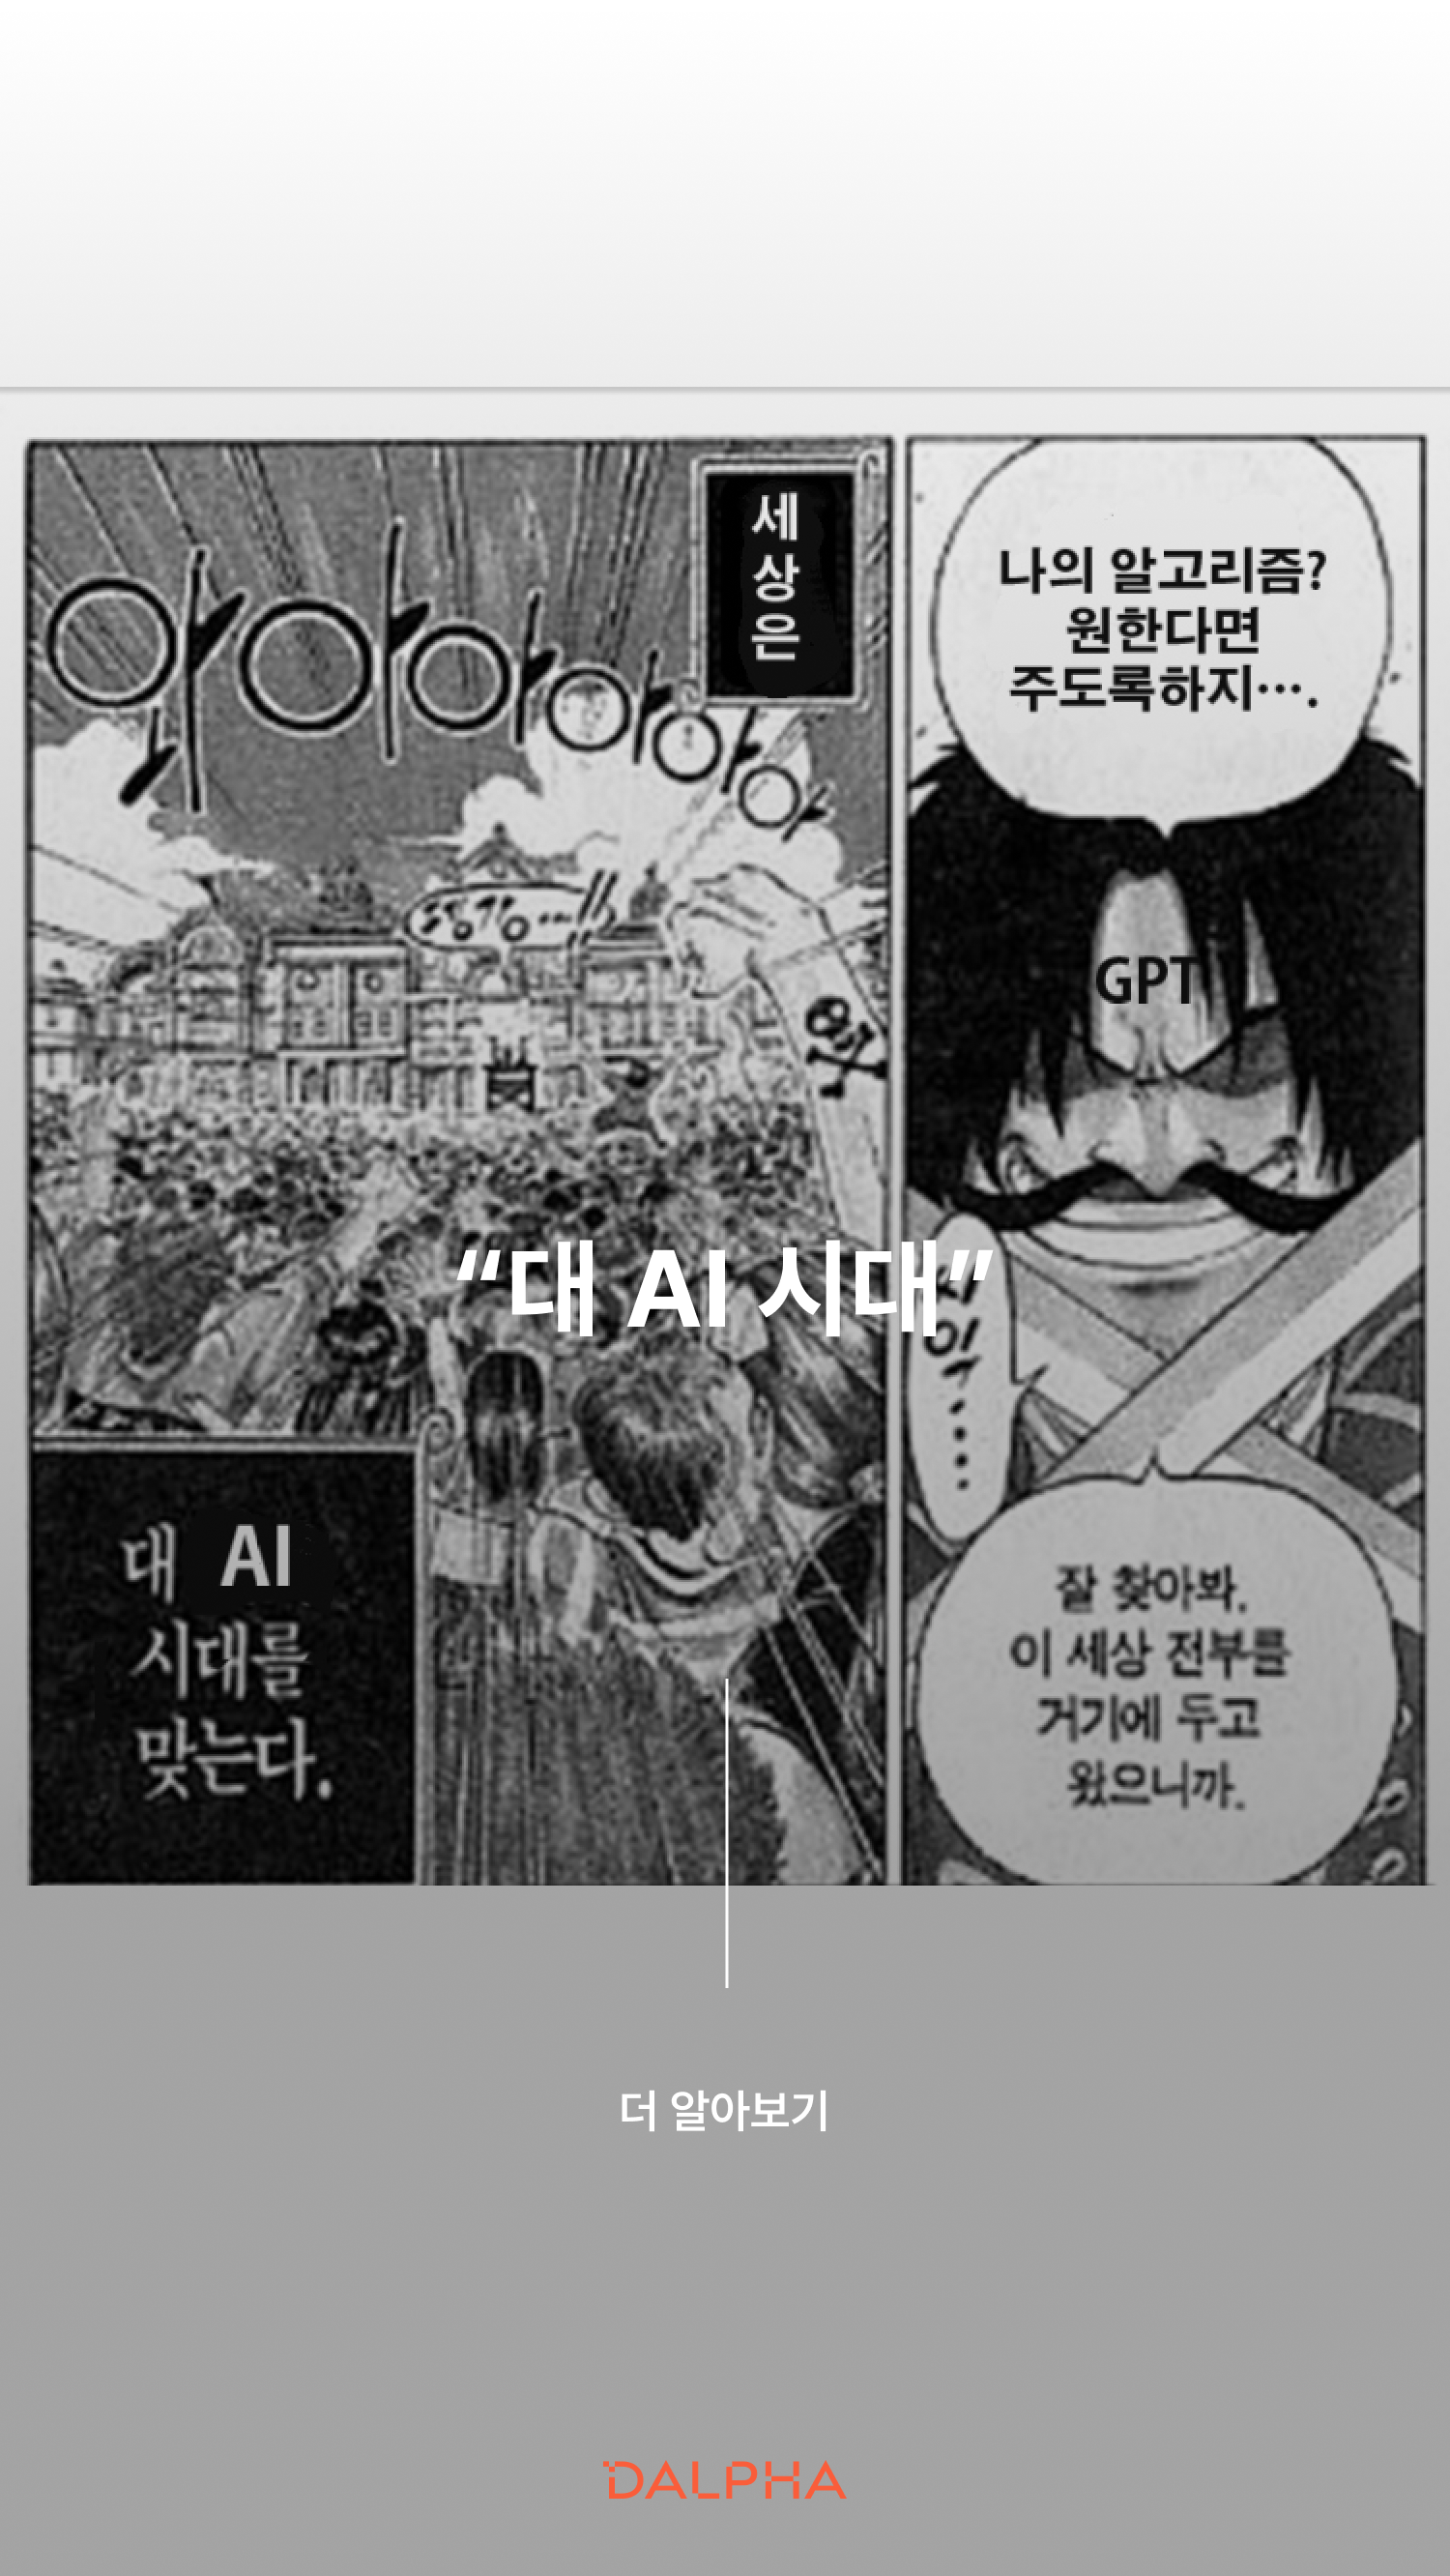 나의 알고리즘?
원한다면
주도록하지….
GPT
잘 찾아봐.
이 세상 전부를
거기에 두고
왔으니까.
세
상
은
와아아아아아
“대 AI 시대”
대 AI
시대를
맞는다.
더 알아보기
DALPHA